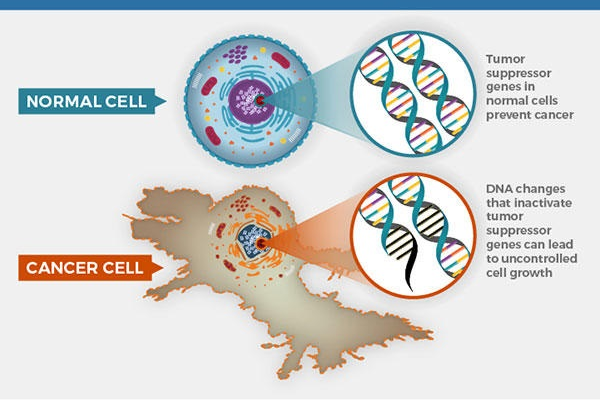 NORMAL CELL
Tumor
suppressor
genes in
normal cells
prevent cancer
CANCER CELL
DNA changes
that inactivate
tumor
suppressor
genes can lead
to uncontrolled
cell growth